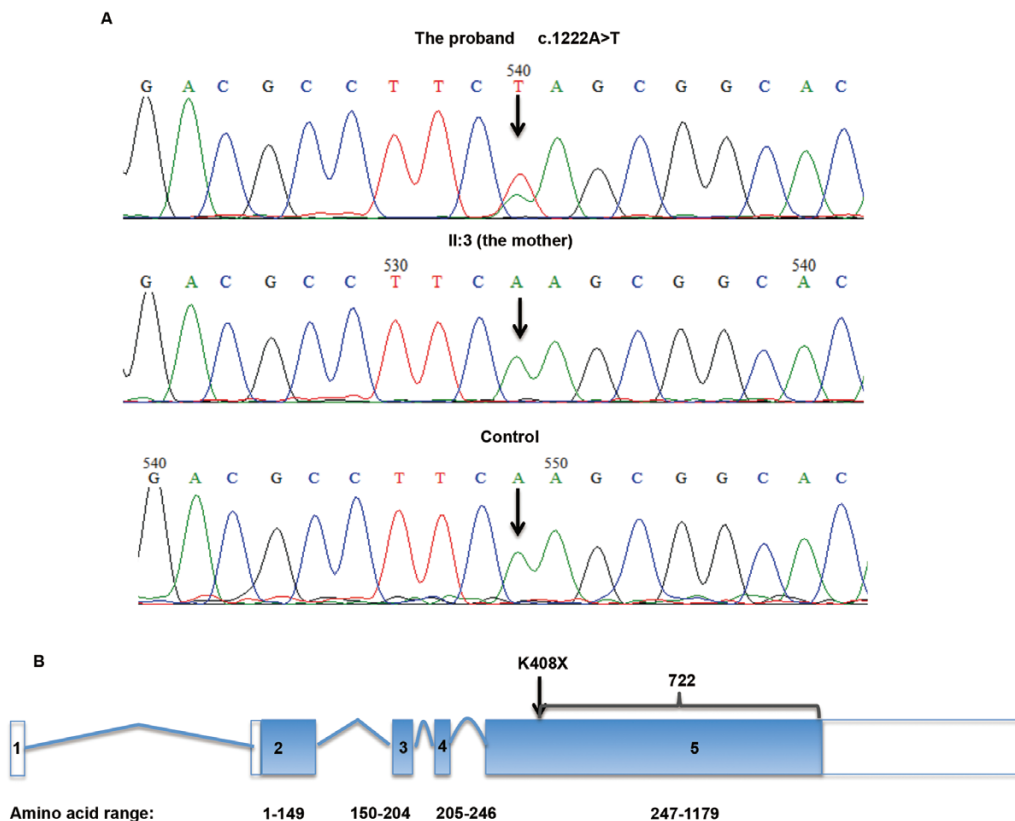 A
The proband c.1222A>T
540
G A C G C C T T C T A G C G G C A C
II:3 (the mother)
530 540
G A C G C C T T C A A G C G G C A C
Control
540 550
G A C G C C T T C A A G C G G C A C
B
K408X
722
1 2 3 4 5
Amino acid range: 1-149 150-204 205-246 247-1179